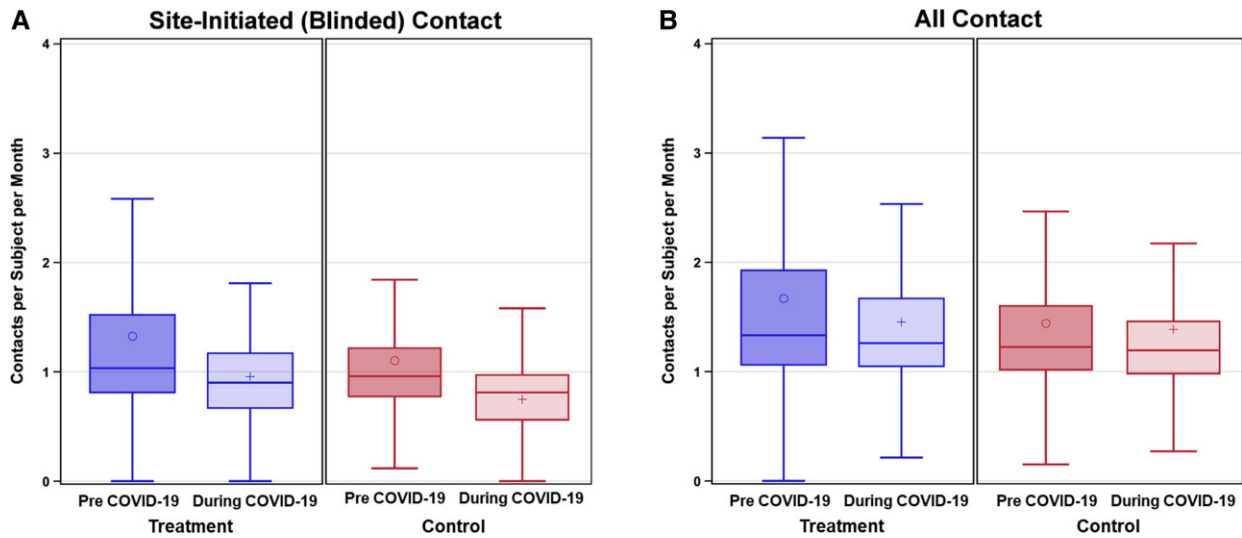 A
Site-Initiated (Blinded) Contact
Contacts per Subject per Month
4
3
2
1
0
Pre COVID-19
During COVID-19
Pre COVID-19
During COVID-19
Treatment
Control
B
All Contact
Contacts per Subject per Month
4
3
2
1
0
Pre COVID-19
During COVID-19
Pre COVID-19
During COVID-19
Treatment
Control